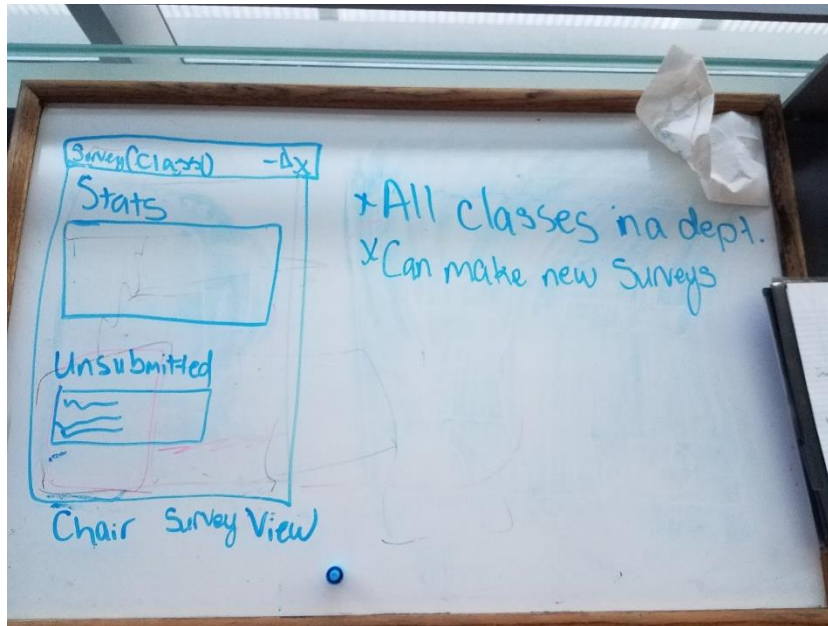 Survey(Class) - Δ x
Stats
Unsubmitted
Chair Survey View
*All classes in a dept.
*Can make new Surveys